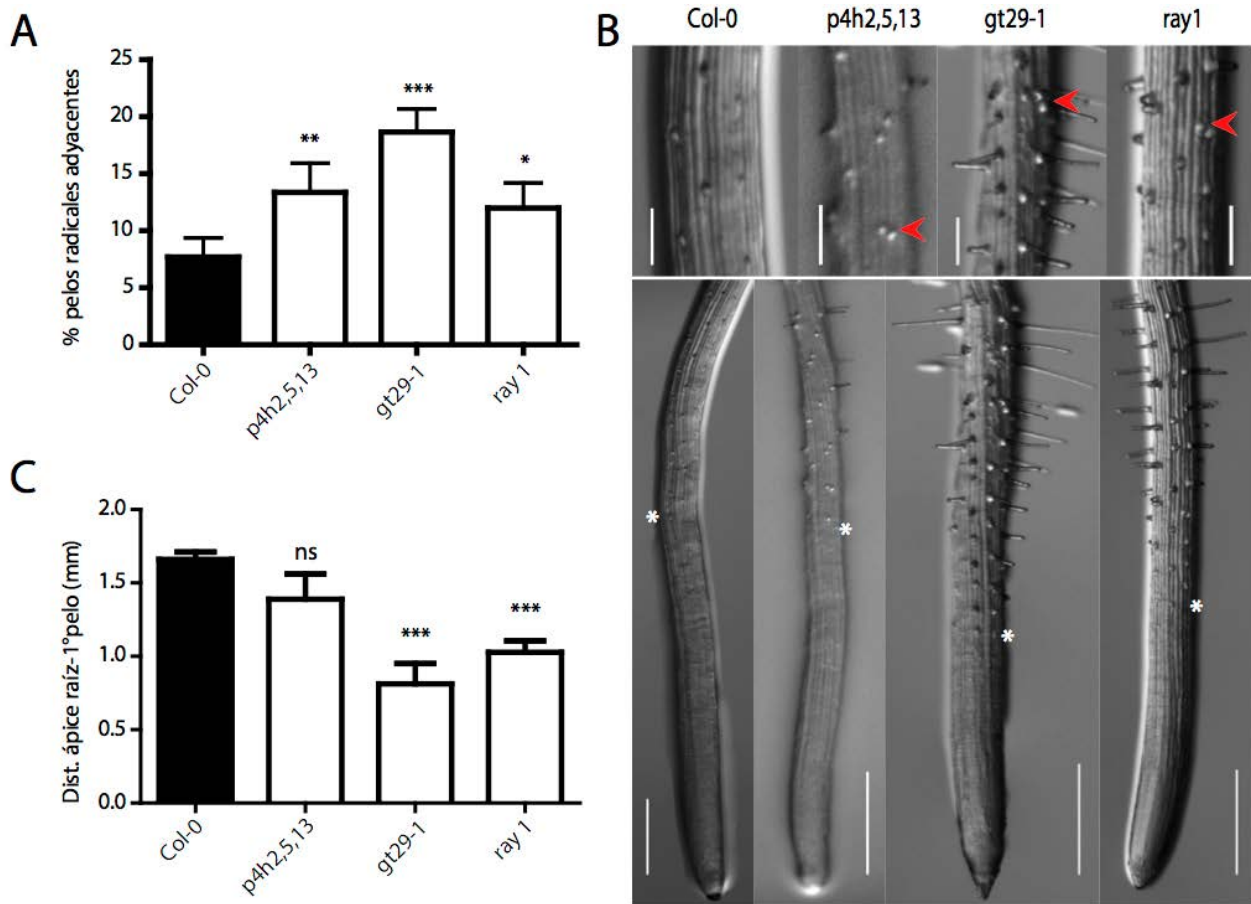 A
% pelos radicales adyacentes
25
20
15
10
5
0
**
***
*
Col-0
p4h2,5,13
gt29-1
ray 1
B
Col-0
p4h2,5,13
gt29-1
ray1
*
*
*
*
C
Dist. ápice raíz-1°pelo (mm)
2.0
1.5
1.0
0.5
0.0
ns
***
***
Col-0
p4h2,5,13
gt29-1
ray 1